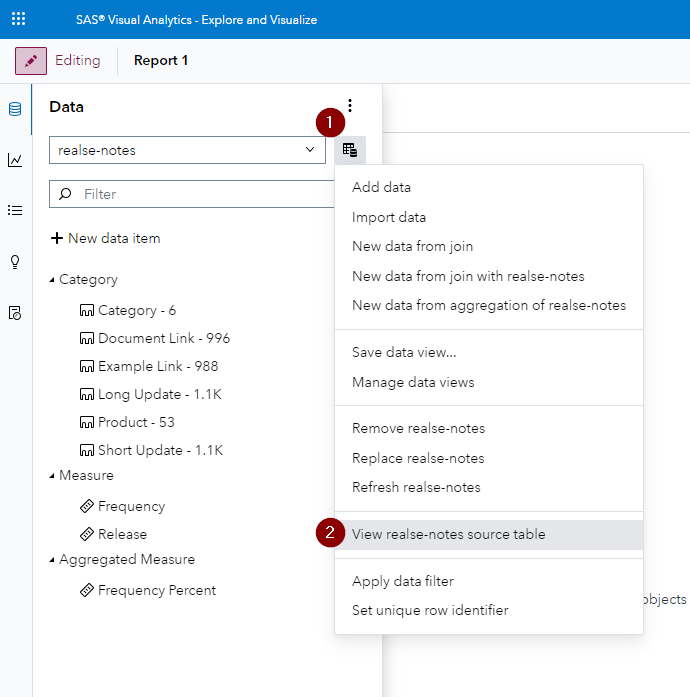 SAS® Visual Analytics - Explore and Visualize
Editing
Report 1
Data
1
realse-notes
Filter
New data item
Category
Category - 6
Document Link - 996
Example Link - 988
Long Update - 1.1K
Product - 53
Short Update - 1.1K
Measure
Frequency
Release
Aggregated Measure
Frequency Percent
Add data
Import data
New data from join
New data from join with realse-notes
New data from aggregation of realse-notes
Save data view...
Manage data views
Remove realse-notes
Replace realse-notes
Refresh realse-notes
2
View realse-notes source table
Apply data filter
Set unique row identifier
objects